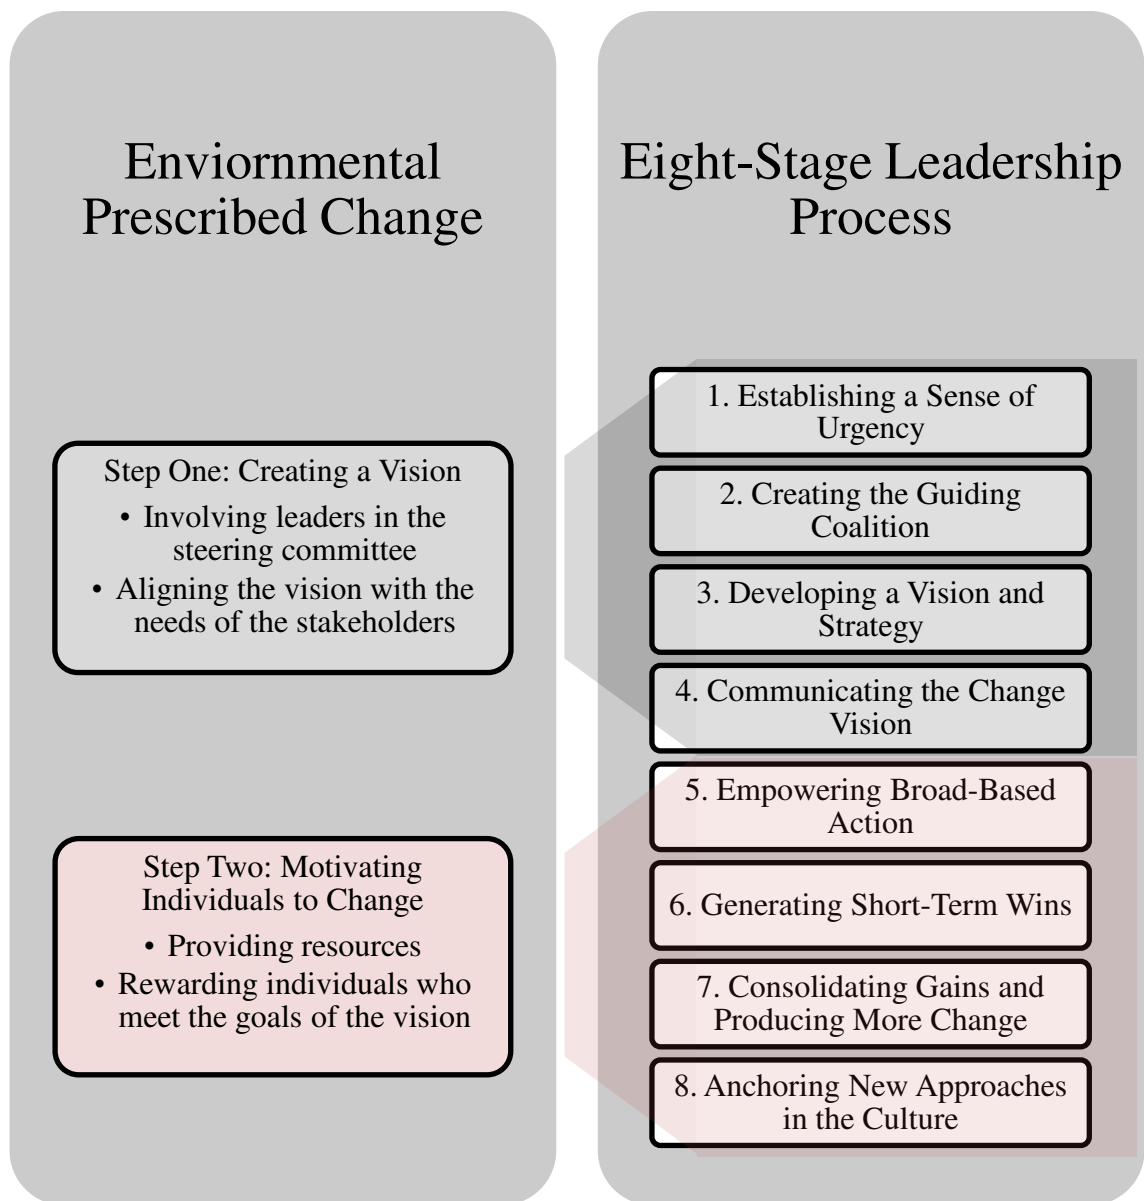 Enviornmental
Prescribed Change
Step One: Creating a Vision
• Involving leaders in the
steering committee
• Aligning the vision with the
needs of the stakeholders
Step Two: Motivating
Individuals to Change
• Providing resources
• Rewarding individuals who
meet the goals of the vision
Eight-Stage Leadership
Process
1. Establishing a Sense of
Urgency
2. Creating the Guiding
Coalition
3. Developing a Vision and
Strategy
4. Communicating the Change
Vision
5. Empowering Broad-Based
Action
6. Generating Short-Term Wins
7. Consolidating Gains and
Producing More Change
8. Anchoring New Approaches
in the Culture